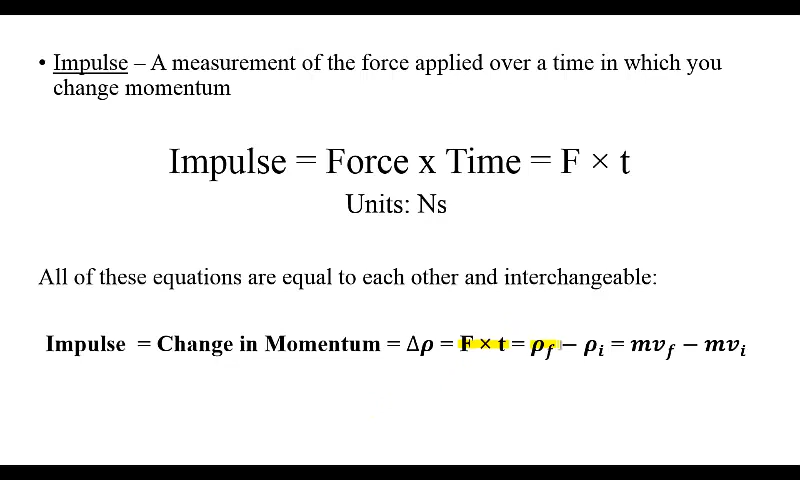 • Impulse – A measurement of the force applied over a time in which you
change momentum
Impulse = Force x Time = F × t
Units: Ns
All of these equations are equal to each other and interchangeable:
Impulse = Change in Momentum = Δρ = F × t = ρf − ρi = mvf − mvi